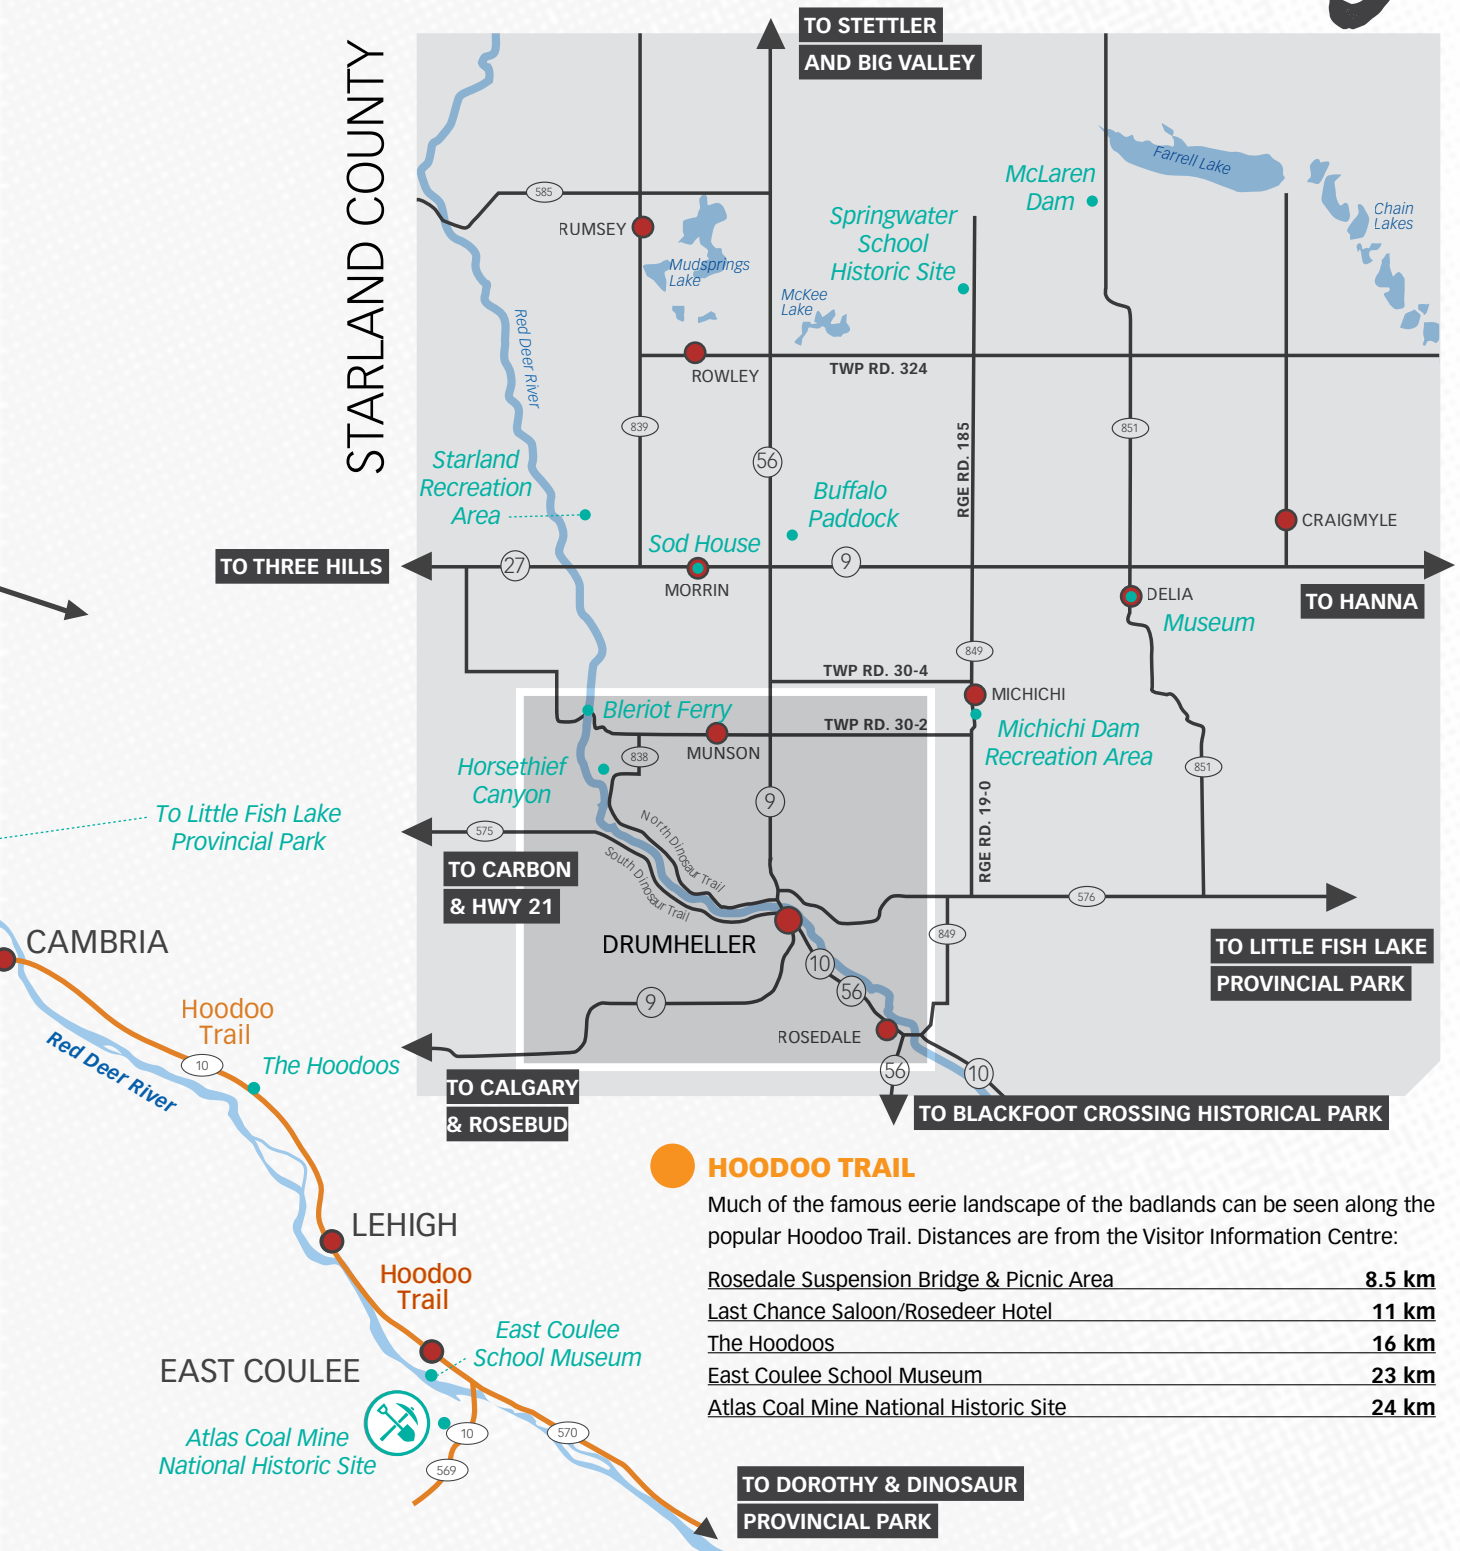 STARLAND COUNTY
TO STETTLER
AND BIG VALLEY
Farrell Lake
McLaren
Dam
Chain
Lakes
585
RUMSEY
Springwater
School
Historic Site
Mudsprings
Lake
McKee
Lake
Red Deer River
ROWLEY
TWP RD. 324
839
851
56
RGE RD. 185
Starland
Recreation
Area
Buffalo
Paddock
CRAIGMYLE
Sod House
TO THREE HILLS
27
9
MORRIN
DELIA
TO HANNA
Museum
849
TWP RD. 30-4
MICHICHI
Bleriot Ferry
TWP RD. 30-2
Michichi Dam
Recreation Area
MUNSON
838
851
Horsethief
Canyon
9
RGE RD. 19-0
To Little Fish Lake
Provincial Park
575
North Dinosaur Trail
South Dinosaur Trail
TO CARBON
& HWY 21
576
DRUMHELLER
849
TO LITTLE FISH LAKE
PROVINCIAL PARK
CAMBRIA
10
56
9
Hoodoo
Trail
ROSEDALE
10
The Hoodoos
Red Deer River
56
10
TO CALGARY
& ROSEBUD
TO BLACKFOOT CROSSING HISTORICAL PARK
HOODOO TRAIL
Much of the famous eerie landscape of the badlands can be seen along the
popular Hoodoo Trail. Distances are from the Visitor Information Centre:
Rosedale Suspension Bridge & Picnic Area 8.5 km
Last Chance Saloon/Rosedeer Hotel 11 km
The Hoodoos 16 km
East Coulee School Museum 23 km
Atlas Coal Mine National Historic Site 24 km
LEHIGH
Hoodoo
Trail
East Coulee
School Museum
EAST COULEE
Atlas Coal Mine
National Historic Site
10
570
569
TO DOROTHY & DINOSAUR
PROVINCIAL PARK